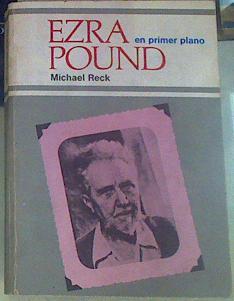 EZRA en primer plano
POUND
Michael Reck